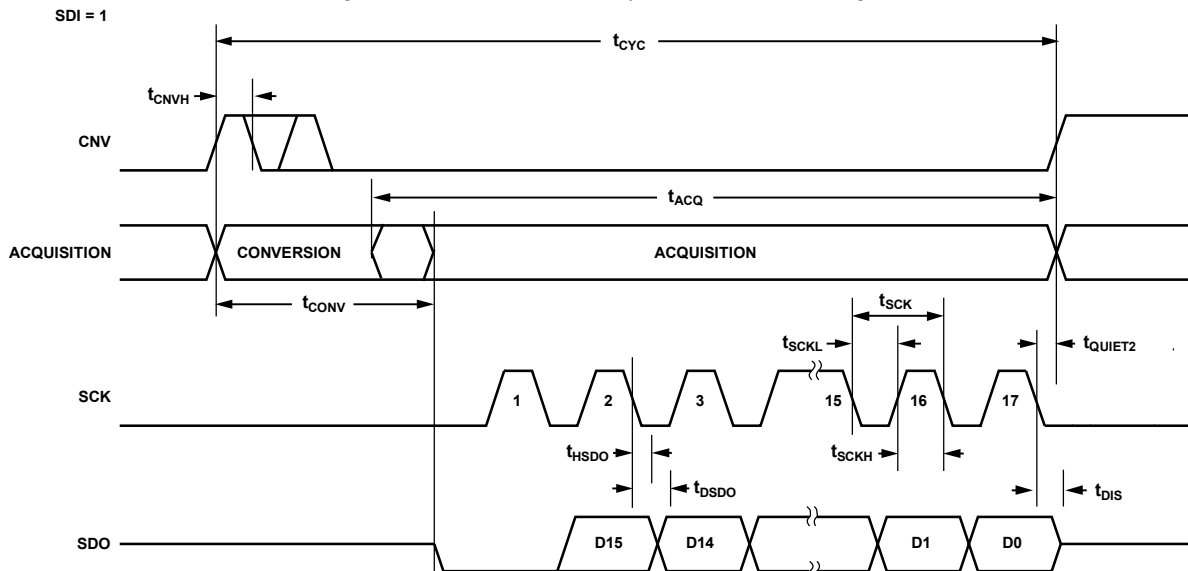 SDI = 1
tCYC
tCNVH
CNV
tACQ
ACQUISITION CONVERSION ACQUISITION
tCONV
tSCK
tSCKL tQUIET2
SCK 1 2 3 15 16 17
tHSDO tSCKH
tDSDO tDIS
SDO D15 D14 D1 D0